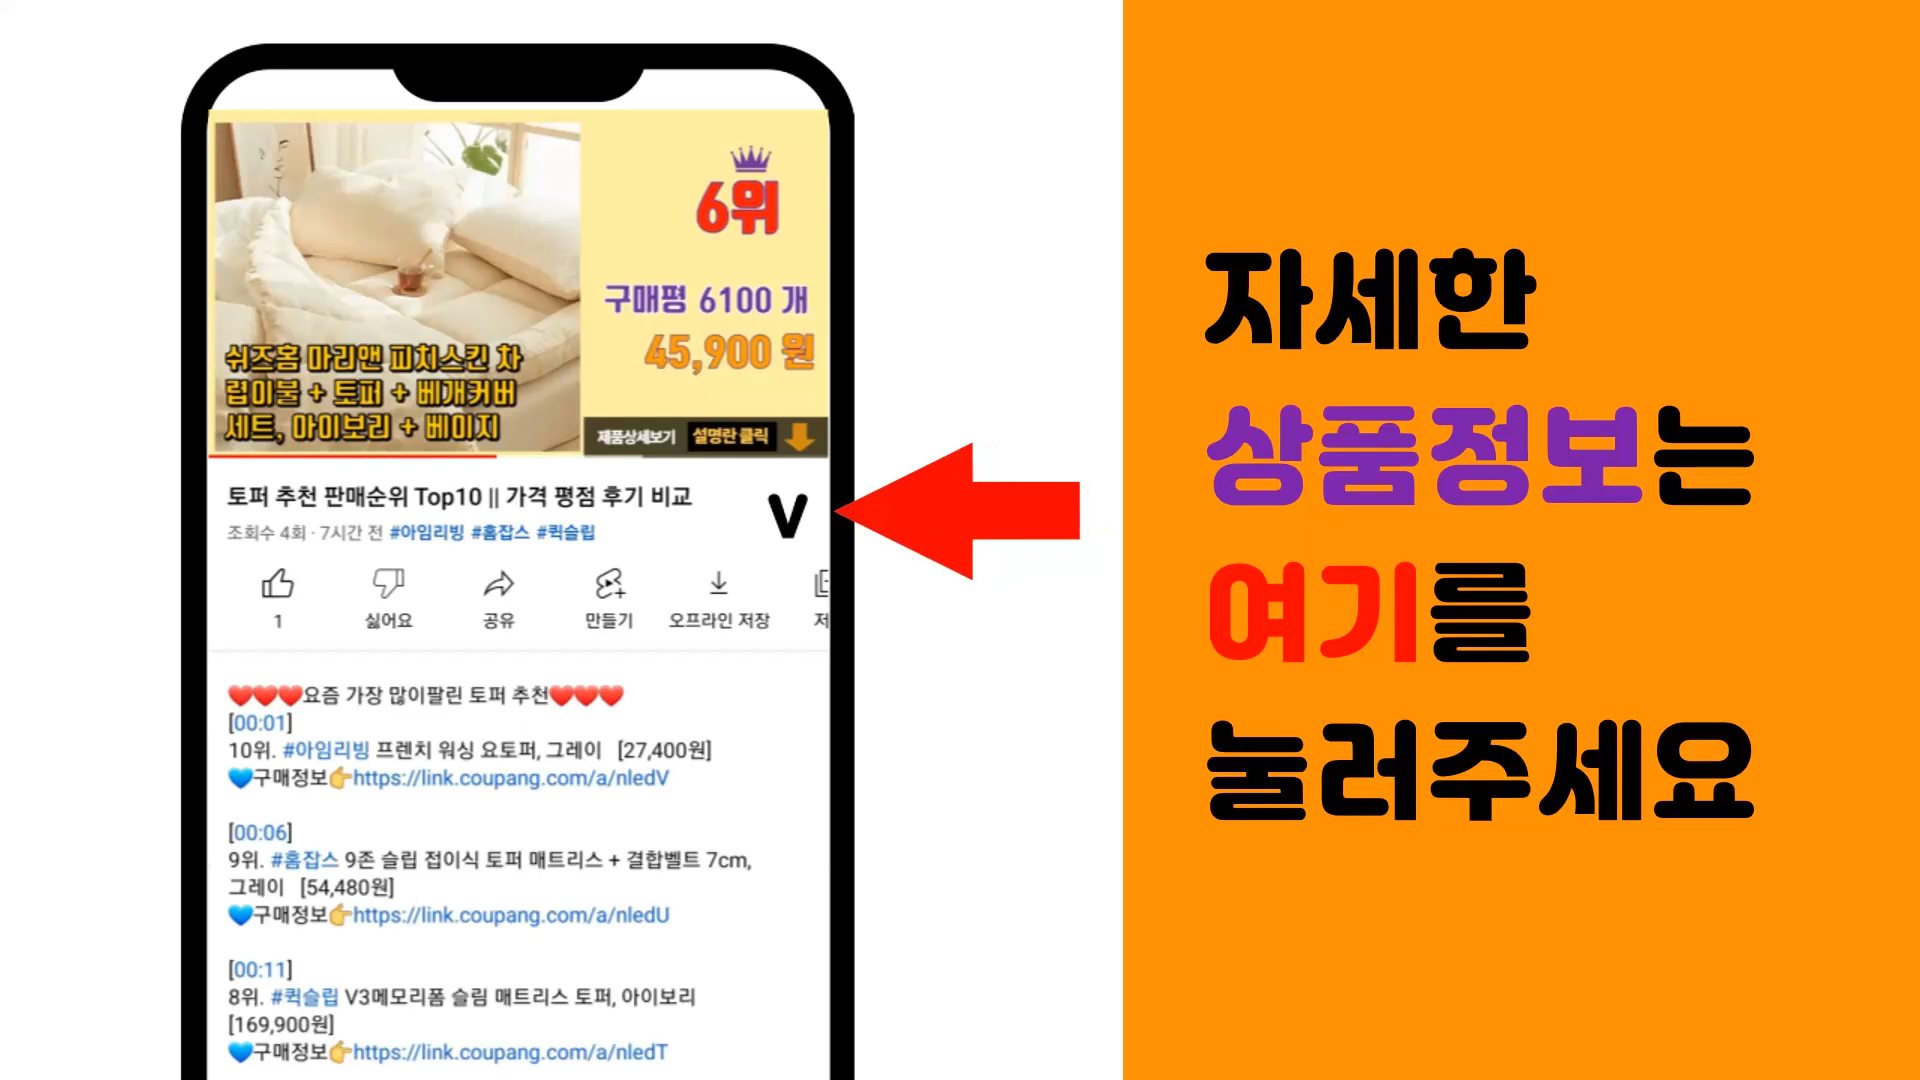 6위
구매평 6100 개
45,900 원
쉬즈홈 마리앤 피치스킨 차
렵이불 + 토퍼 + 베개커버
세트, 아이보리 + 베이지
제품상세보기 설명란 클릭
토퍼 추천 판매순위 Top10 || 가격 평점 후기 비교
V
조회수 4회 · 7시간 전 #아임리빙 #홈잡스 #퀵슬립
1 싫어요 공유 만들기 오프라인 저장 저
❤️❤️❤️요즘 가장 많이팔린 토퍼 추천❤️❤️❤️
[00:01]
10위. #아임리빙 프렌치 워싱 요토퍼, 그레이 [27,400원]
💙구매정보👉https://link.coupang.com/a/nledV
[00:06]
9위. #홈잡스 9존 슬립 접이식 토퍼 매트리스 + 결합벨트 7cm,
그레이 [54,480원]
💙구매정보👉https://link.coupang.com/a/nledU
[00:11]
8위. #퀵슬립 V3메모리폼 슬림 매트리스 토퍼, 아이보리
[169,900원]
💙구매정보👉https://link.coupang.com/a/nledT
자세한
상품정보는
여기를
눌러주세요